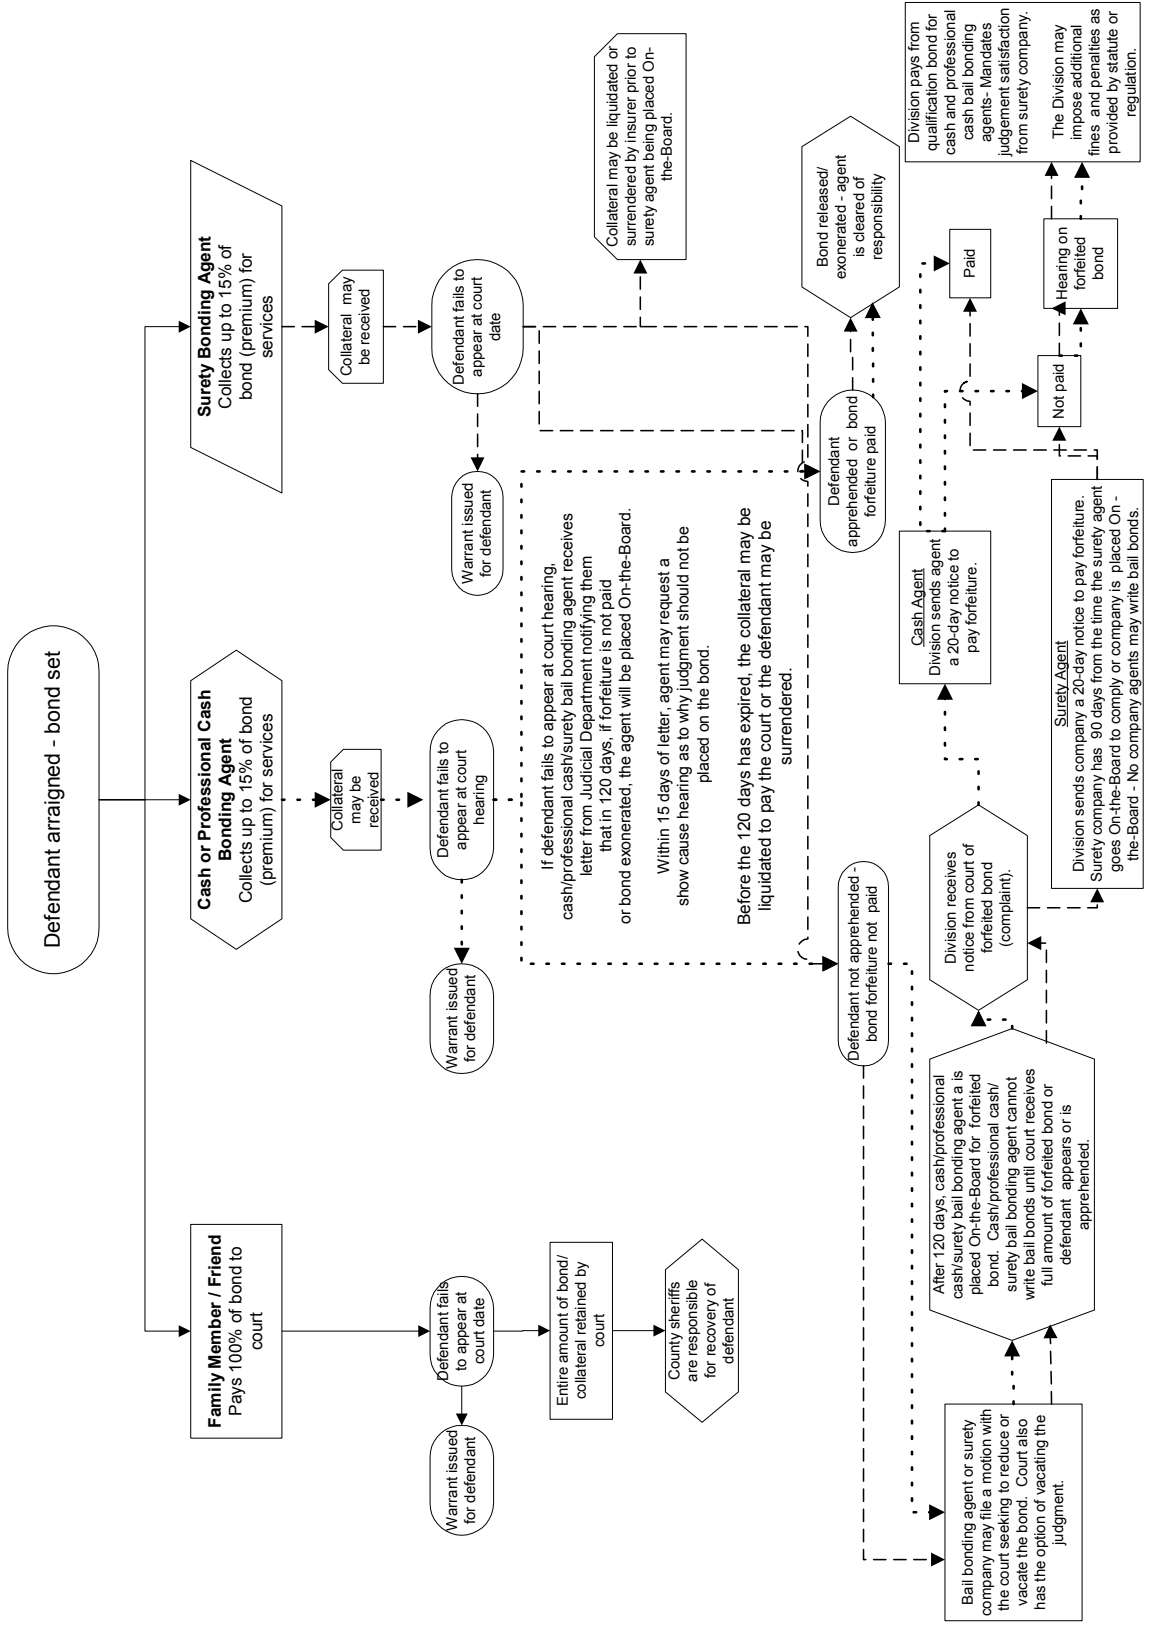 Defendant arraigned - bond set
Family Member / Friend
Pays 100% of bond to
court
Cash or Professional Cash
Bonding Agent
Collects up to 15% of bond
(premium) for services
Surety Bonding Agent
Collects up to 15% of
bond (premium) for
services
Collateral
may be
received
Collateral may
be received
Defendant fails
to appear at
court date
Defendant fails to
appear at court
hearing
Defendant fails to
appear at court
date
Warrant issued
for defendant
Warrant issued
for defendant
Warrant issued
for defendant
Entire amount of bond/
collateral retained by
court
County sheriffs
are responsible
for recovery of
defendant
If defendant fails to appear at court hearing,
cash/professional cash/surety bail bonding agent receives
letter from Judicial Department notifying them
that in 120 days, if forfeiture is not paid
or bond exonerated, the agent will be placed On-the-Board.
Within 15 days of letter, agent may request a
show cause hearing as to why judgment should not be
placed on the bond.
Before the 120 days has expired, the collateral may be
liquidated to pay the court or the defendant may be
surrendered.
Collateral may be liquidated or
surrendered by insurer prior to
surety agent being placed On-
the-Board.
Defendant not apprehended -
bond forfeiture not paid
Defendant
apprehended or bond
forfeiture paid
Bond released/
exonerated - agent
is cleared of
responsibility
Bail bonding agent or surety
company may file a motion with
the court seeking to reduce or
vacate the bond. Court also
has the option of vacating the
judgment.
After 120 days, cash/professional
cash/surety bail bonding agent a is
placed On-the-Board for forfeited
bond. Cash/professional cash/
surety bail bonding agent cannot
write bail bonds until court receives
full amount of forfeited bond or
defendant appears or is
apprehended.
Division receives
notice from court of
forfeited bond
(complaint).
Cash Agent
Division sends agent
a 20-day notice to
pay forfeiture.
Surety Agent
Division sends company a 20-day notice to pay forfeiture.
Surety company has 90 days from the time the surety agent
goes On-the-Board to comply or company is placed On -
the-Board - No company agents may write bail bonds.
Paid
Not paid
Hearing on
forfeited
bond
Division pays from
qualification bond for
cash and professional
cash bail bonding
agents- Mandates
judgement satisfaction
from surety company.
The Division may
impose additional
fines and penalties as
provided by statute or
regulation.